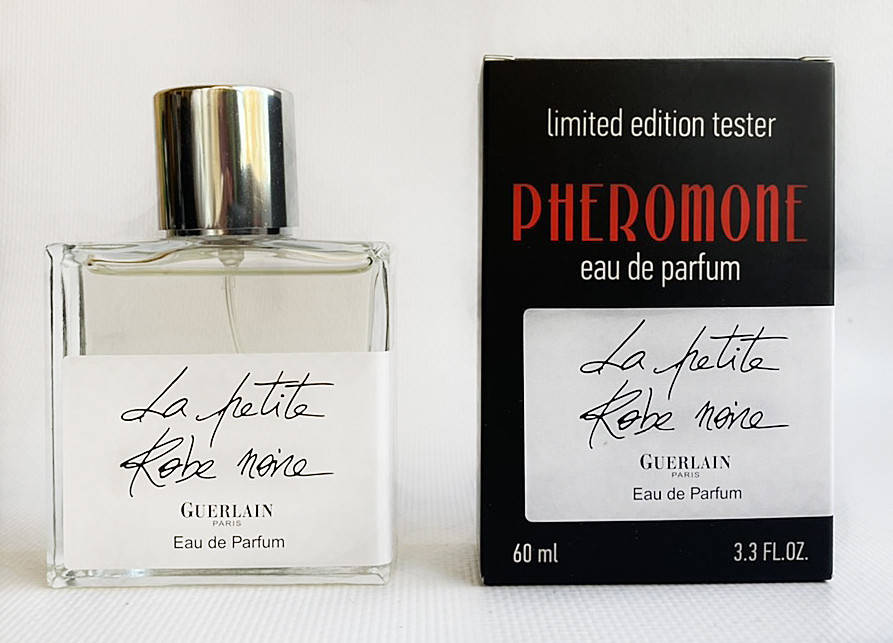 La petite
Robe noire
GUERLAIN
PARIS
Eau de Parfum
limited edition tester
PHEROMONE
eau de parfum
La petite
Robe noire
GUERLAIN
PARIS
Eau de Parfum
60 ml
3.3 FL.OZ.